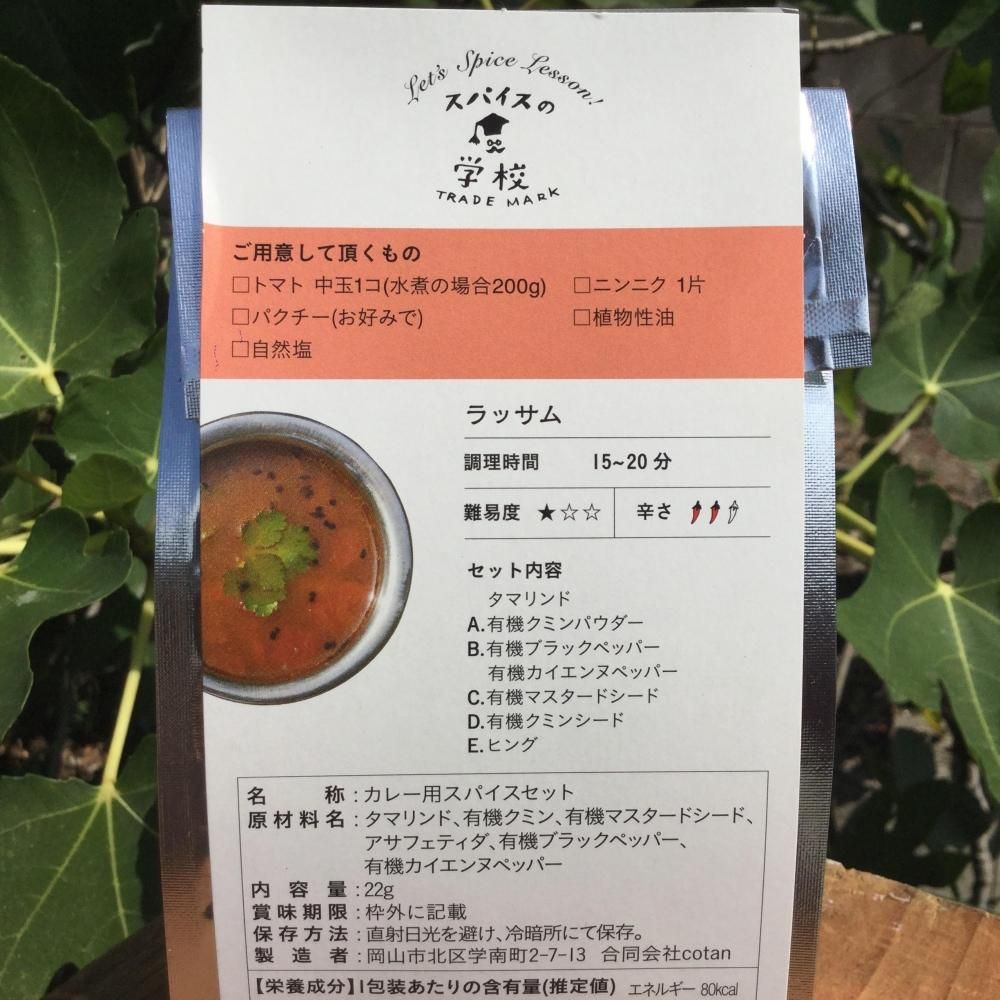 Let's Spice Lesson!
スパイスの
学校
TRADE MARK
ご用意して頂くもの
□トマト 中玉1コ(水煮の場合200g) □ニンニク 1片
□パクチー(お好みで) □植物性油
□自然塩
ラッサム
調理時間 15~20 分
難易度 ★☆☆ 辛さ
セット内容
タマリンド
A.有機クミンパウダー
B.有機ブラックペッパー
有機カイエンヌペッパー
C.有機マスタードシード
D.有機クミンシード
E.ヒング
名 称:カレー用スパイスセット
原材料名:タマリンド、有機クミン、有機マスタードシード、
アサフェティダ、有機ブラックペッパー、
有機カイエンヌペッパー
内 容 量:22g
賞味期限:枠外に記載
保存方法:直射日光を避け、冷暗所にて保存。
製 造 者:岡山市北区学南町2-7-13 合同会社cotan
【栄養成分】1包装あたりの含有量(推定値) エネルギー 80kcal